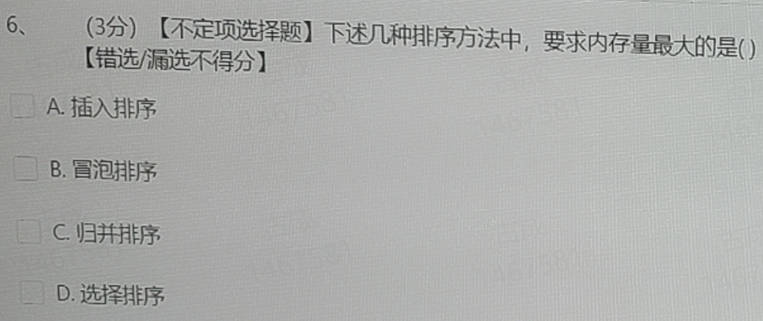 6、 (3分) 【不定项选择题】下述几种排序方法中，要求内存量最大的是( )
【错选/漏选不得分】
A. 插入排序
B. 冒泡排序
C. 归并排序
D. 选择排序